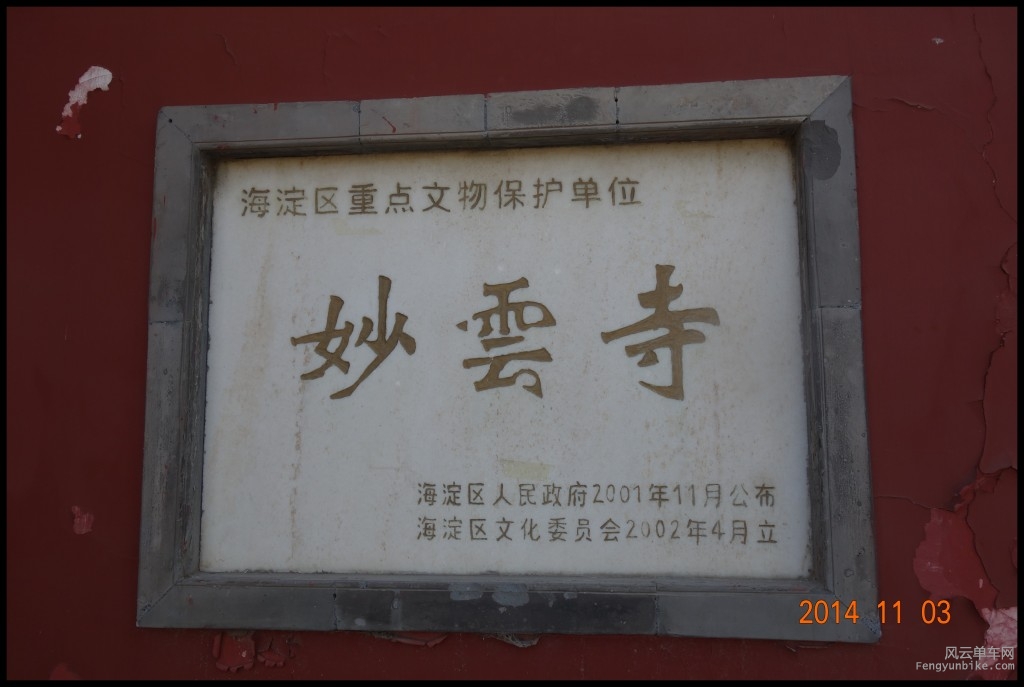 海淀区重点文物保护单位
妙雲寺
海淀区人民政府2001年11月公布
海淀区文化委员会2002年4月立
2014 11 03
风云单车网
Fengyunbike.com